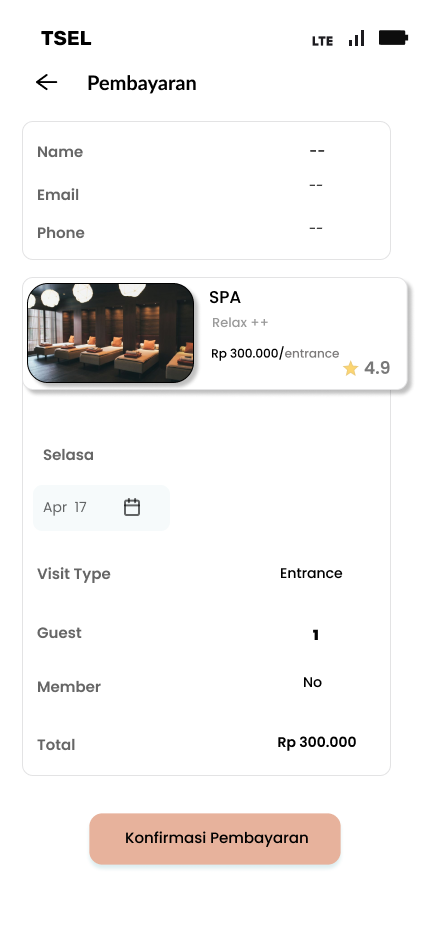 TSEL LTE
Pembayaran
Name --
Email --
Phone --
SPA
Relax ++
Rp 300.000/entrance
4.9
Selasa
Apr 17
Visit Type Entrance
Guest 1
Member No
Total Rp 300.000
Konfirmasi Pembayaran